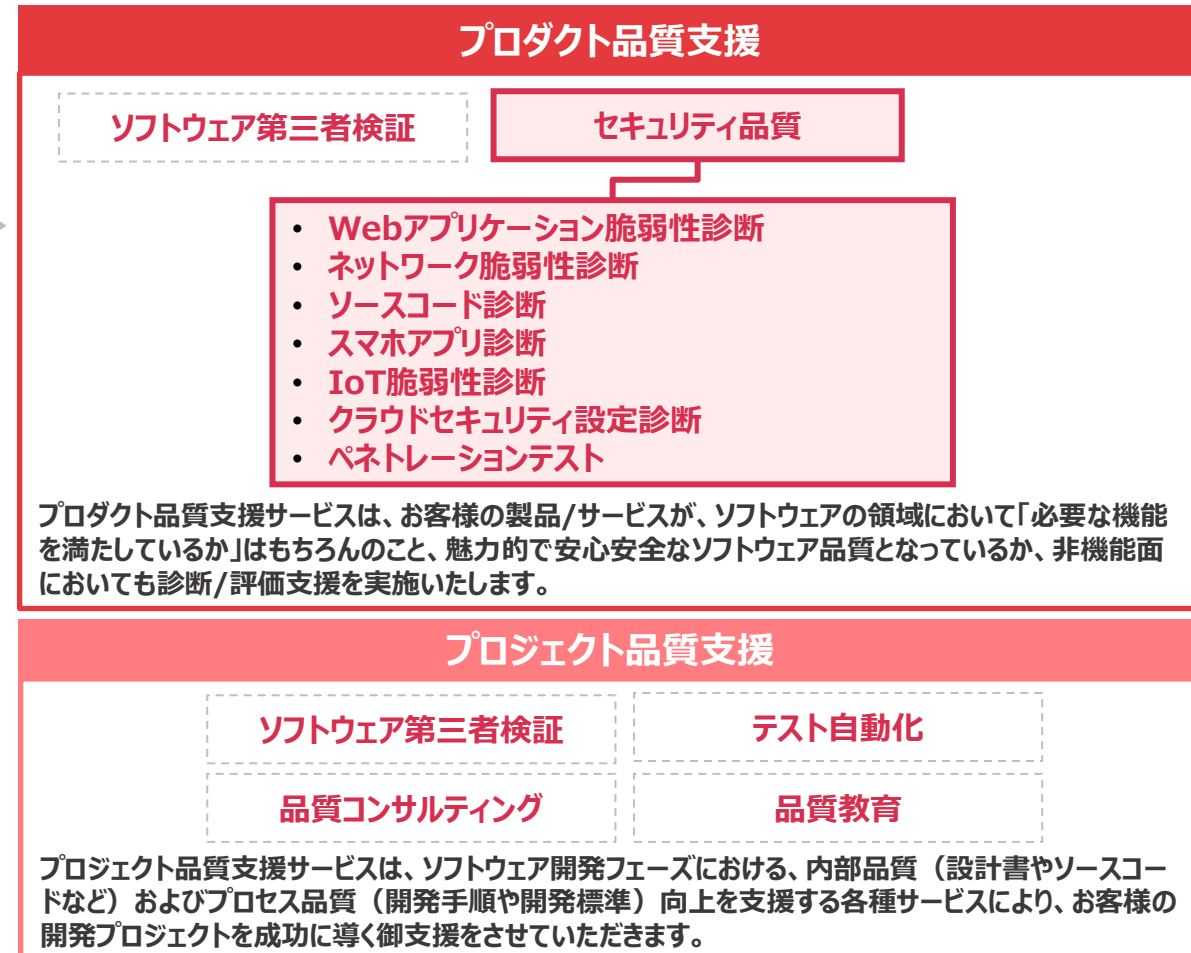 プロダクト品質支援
ソフトウェア第三者検証
セキュリティ品質
• Webアプリケーション脆弱性診断
• ネットワーク脆弱性診断
• ソースコード診断
• スマホアプリ診断
• IoT脆弱性診断
• クラウドセキュリティ設定診断
• ペネトレーションテスト
プロダクト品質支援サービスは、お客様の製品/サービスが、ソフトウェアの領域において「必要な機能
を満たしているか」はもちろんのこと、魅力的で安心安全なソフトウェア品質となっているか、非機能面
においても診断/評価支援を実施いたします。
プロジェクト品質支援
ソフトウェア第三者検証
テスト自動化
品質コンサルティング
品質教育
プロジェクト品質支援サービスは、ソフトウェア開発フェーズにおける、内部品質（設計書やソースコー
ドなど）およびプロセス品質（開発手順や開発標準）向上を支援する各種サービスにより、お客様の
開発プロジェクトを成功に導く御支援をさせていただきます。